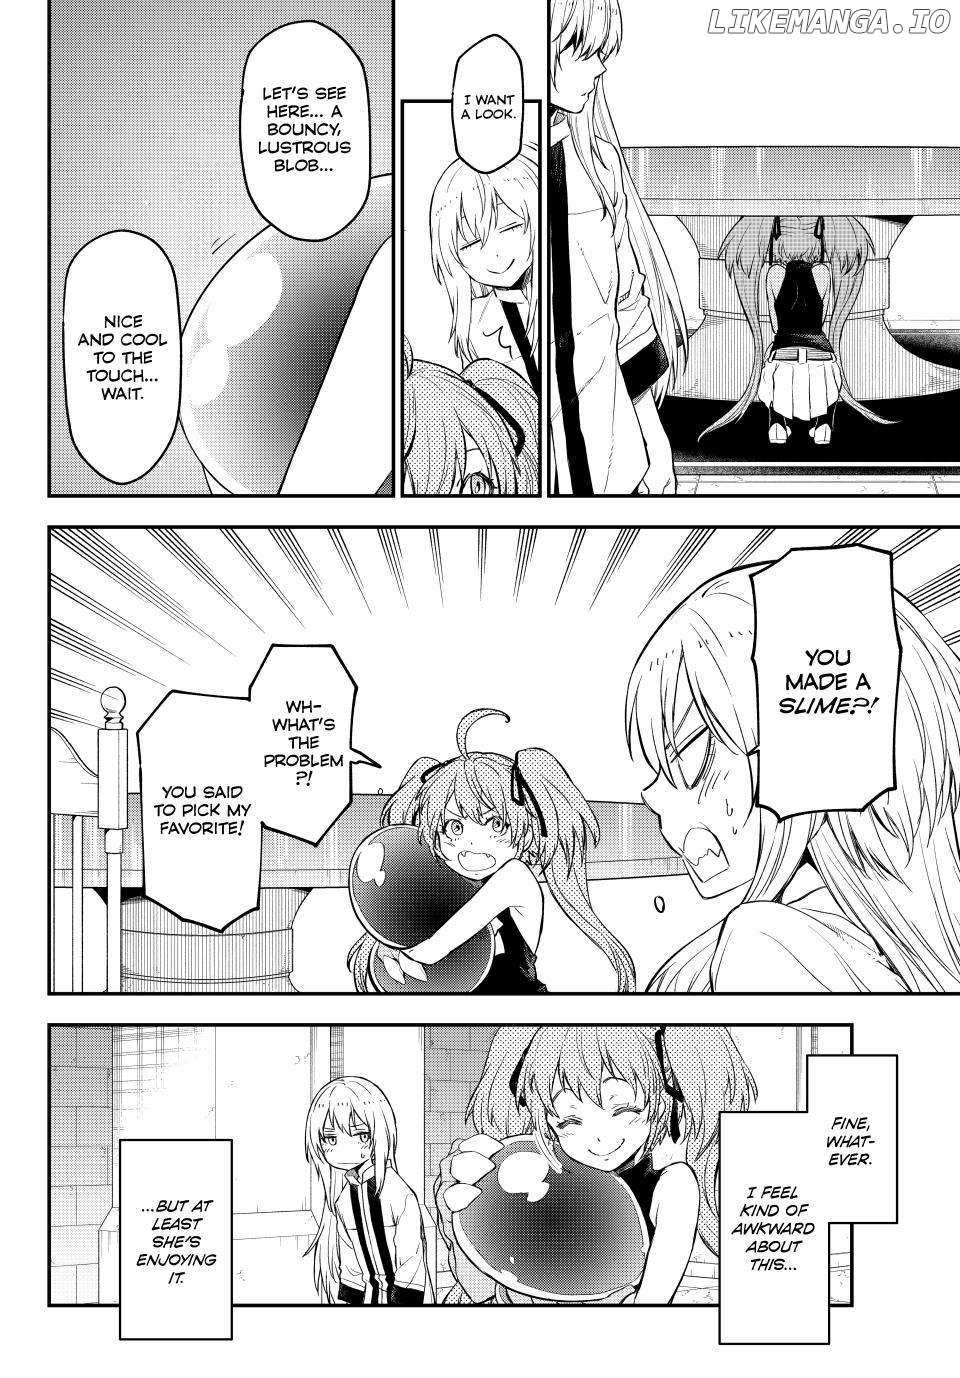 LIKEMANGA.IO
I WANT
A LOOK.
LET'S SEE
HERE... A
BOUNCY,
LUSTROUS
BLOB...
NICE
AND COOL
TO THE
TOUCH...
WAIT.
YOU
MADE A
SLIME?!
WH-
WHAT'S
THE
PROBLEM
?!
YOU SAID
TO PICK MY
FAVORITE!
FINE,
WHAT-
EVER.
I FEEL
KIND OF
AWKWARD
ABOUT
THIS...
...BUT AT
LEAST
SHE'S
ENJOYING
IT.